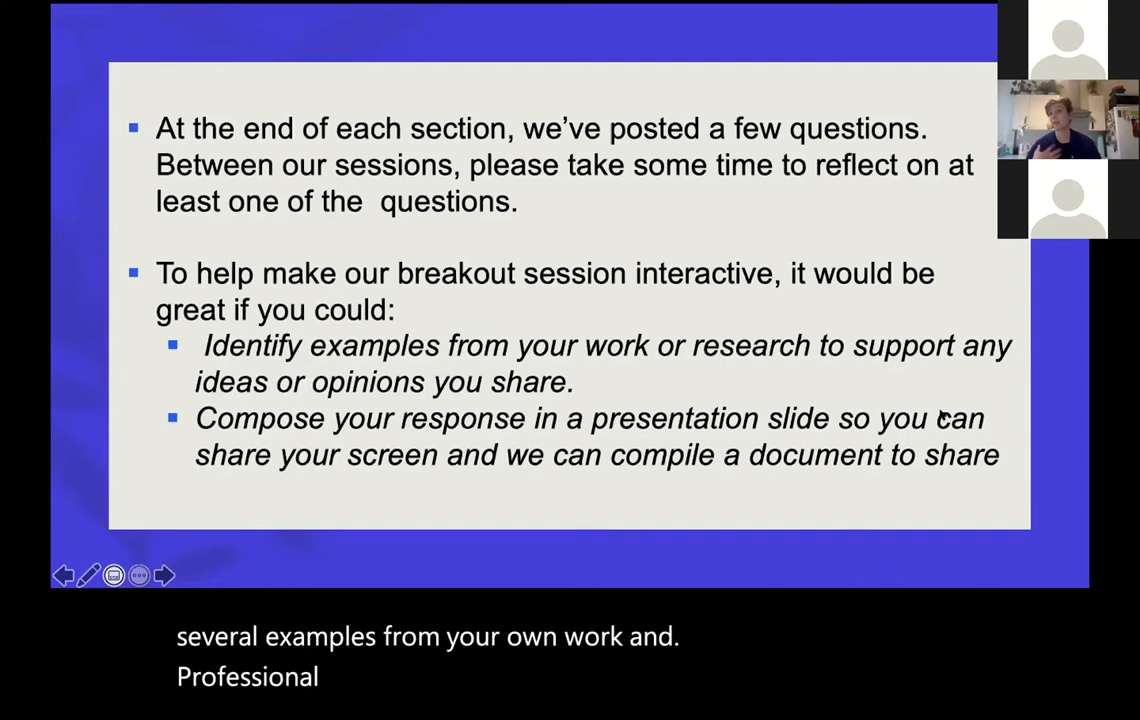 At the end of each section, we’ve posted a few questions.
Between our sessions, please take some time to reflect on at
least one of the questions.
To help make our breakout session interactive, it would be
great if you could:
Identify examples from your work or research to support any
ideas or opinions you share.
Compose your response in a presentation slide so you can
share your screen and we can compile a document to share
several examples from your own work and.
Professional